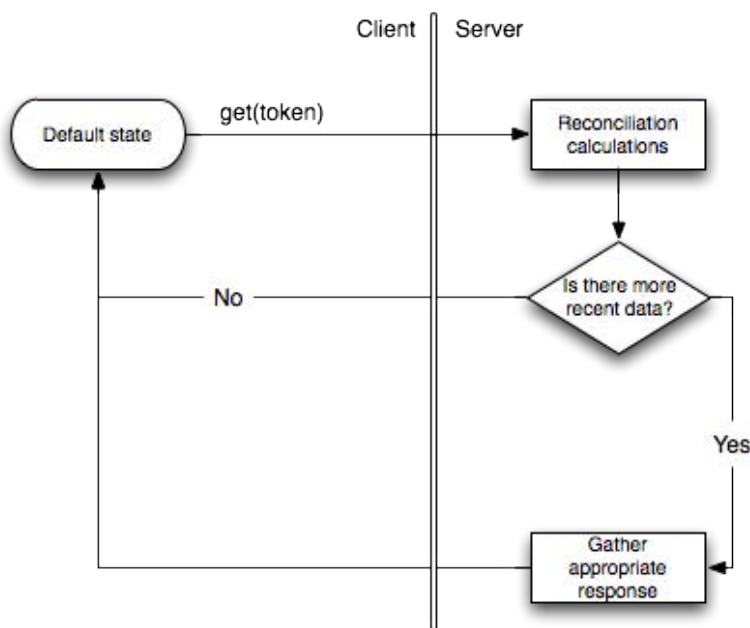 Client Server
get(token)
Default state
Reconciliation
calculations
Is there more
recent data?
No
Yes
Gather
appropriate
response